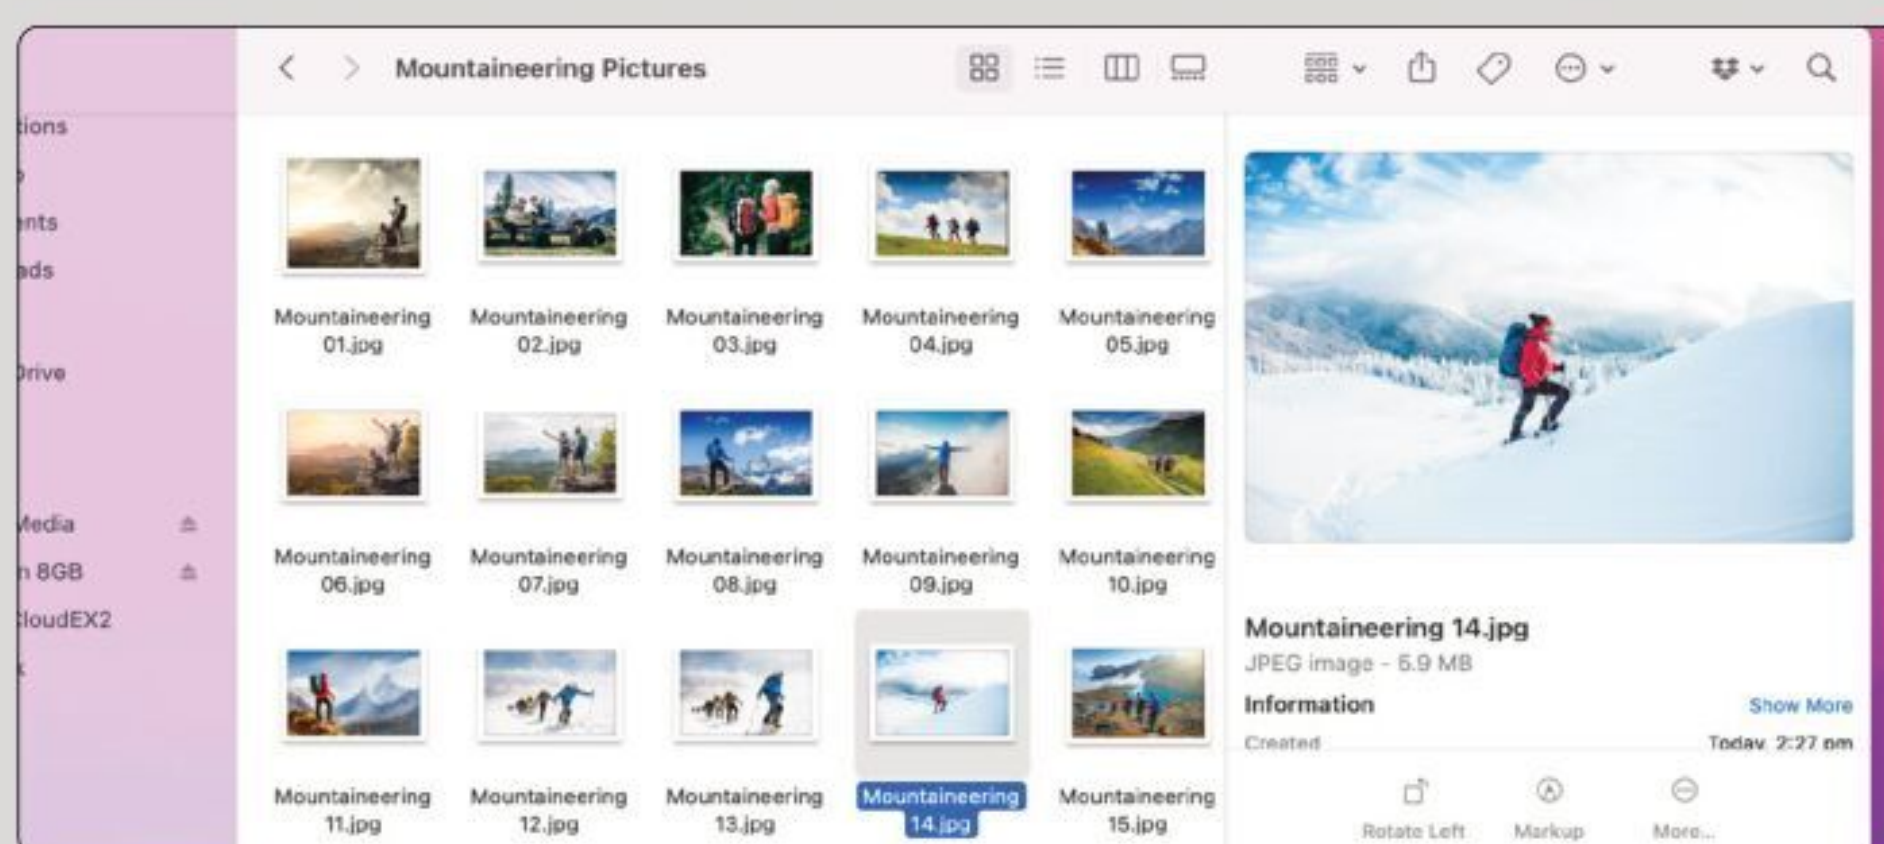 Mountaineering Pictures
tions
ents
ads
Drive
Media
n 8GB
CloudEX2
Mountaineering
01.jpg
Mountaineering
02.jpg
Mountaineering
03.jpg
Mountaineering
04.jpg
Mountaineering
05.jpg
Mountaineering
06.jpg
Mountaineering
07.jpg
Mountaineering
08.jpg
Mountaineering
09.jpg
Mountaineering
10.jpg
Mountaineering
11.jpg
Mountaineering
12.jpg
Mountaineering
13.jpg
Mountaineering
14.jpg
Mountaineering
15.jpg
Mountaineering 14.jpg
JPEG image - 6.9 MB
Information Show More
Created Today, 2:27 pm
Rotate Left Markup More...